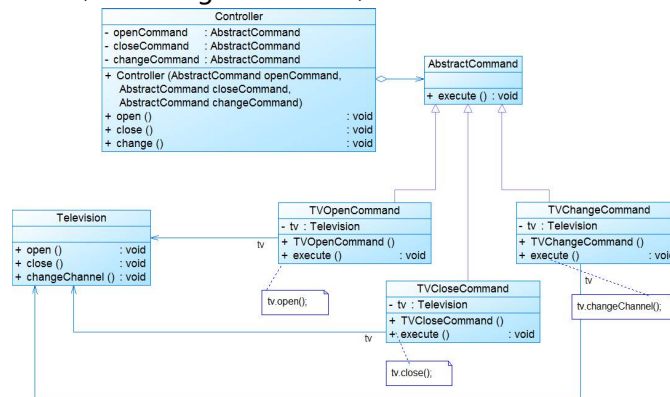 Controller
- openCommand : AbstractCommand
- closeCommand : AbstractCommand
- changeCommand : AbstractCommand
+ Controller (AbstractCommand openCommand,
AbstractCommand closeCommand,
AbstractCommand changeCommand)
+ open () : void
+ close () : void
+ change () : void
AbstractCommand
+ execute () : void
Television
+ open () : void
+ close () : void
+ changeChannel () : void
TVOpenCommand
- tv : Television
+ TVOpenCommand ()
+ execute () : void
tv
tv.open();
TVCloseCommand
- tv : Television
+ TVCloseCommand ()
+ execute () : void
tv
tv.close();
TVChangeCommand
- tv : Television
+ TVChangeCommand ()
+ execute () : void
tv
tv.changeChannel();